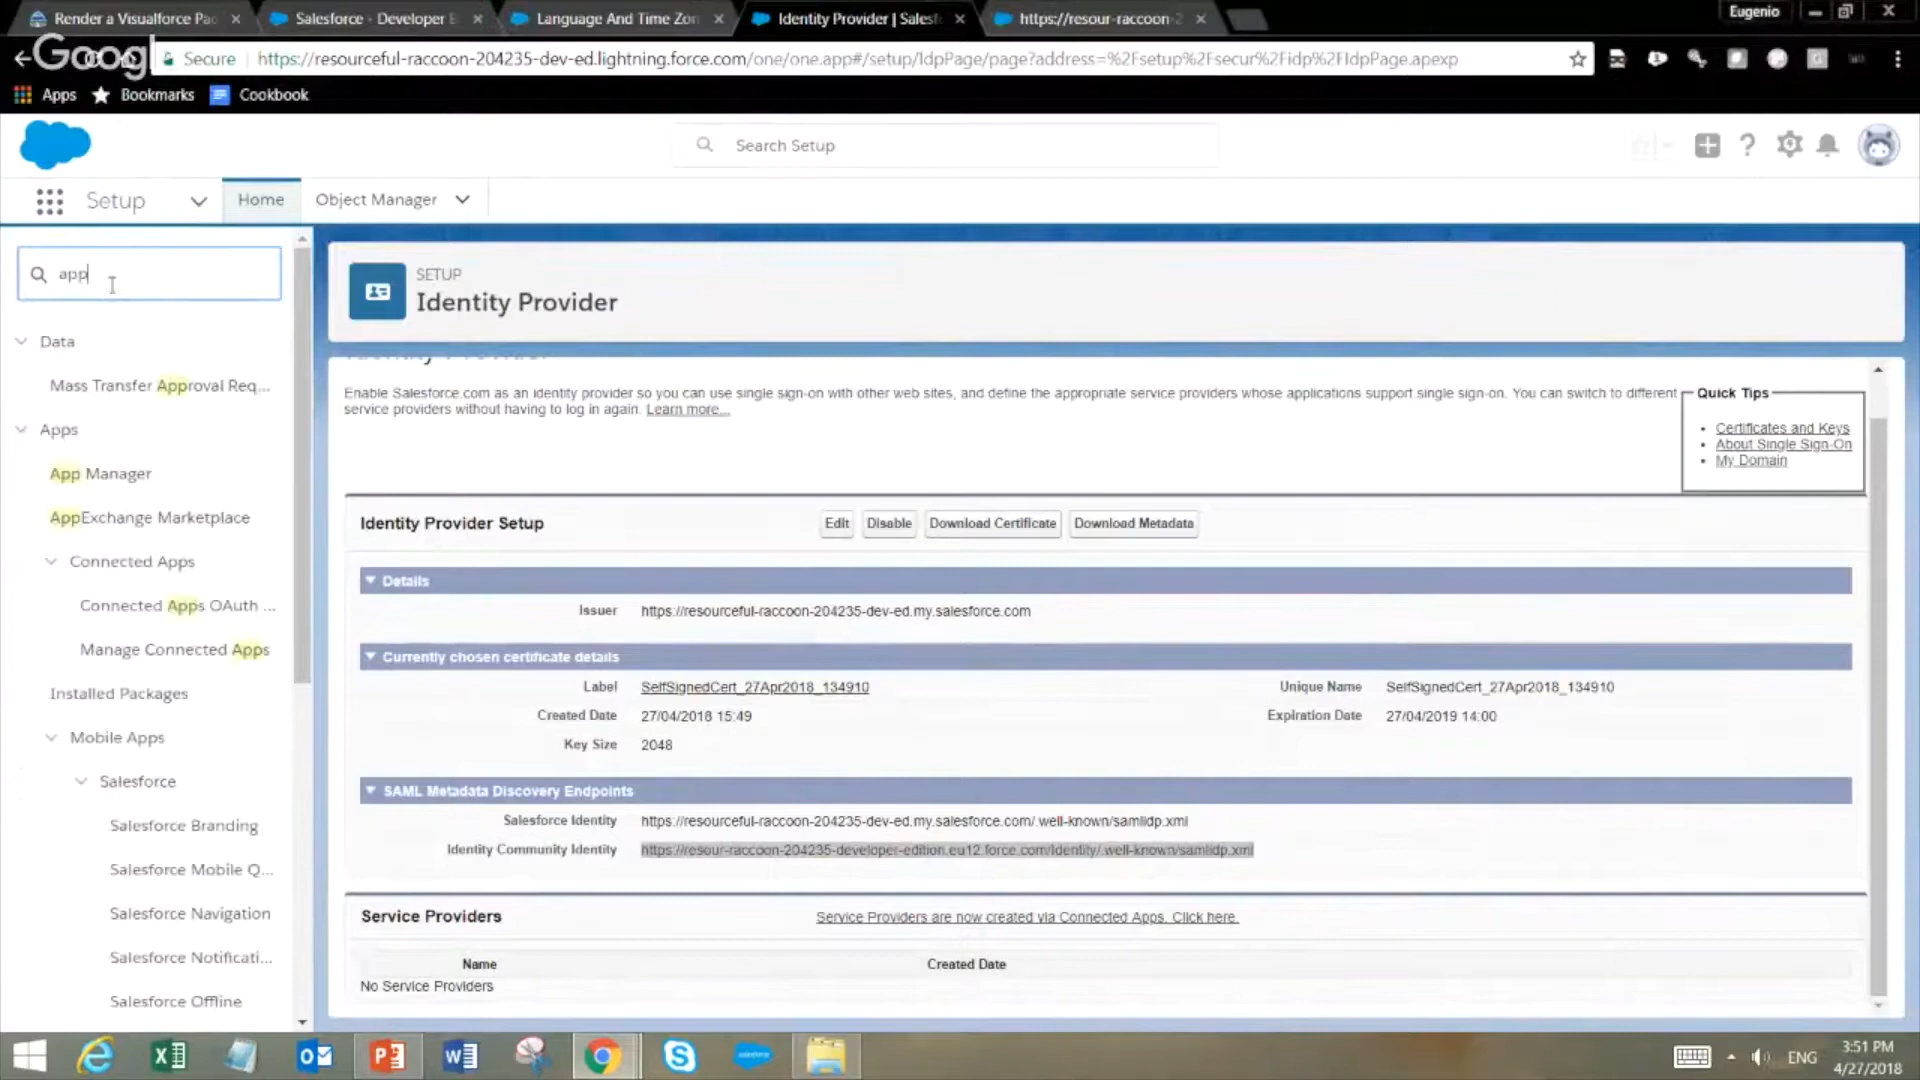 Render a Visualforce Pa
Salesforce - Developer E
Language And Time Zon
Identity Provider | Salesf
https://resour-raccoon-2
Eugenio
Googl
Secure
https://resourceful-raccoon-204235-dev-ed.lightning.force.com/one/one.app#/setup/IdpPage/page?address=%2Fsetup%2Fsecur%2Fidp%2FIdpPage.apexp
Apps
Bookmarks
Cookbook
Search Setup
Setup
Home
Object Manager
app
Data
Mass Transfer Approval Req...
Apps
App Manager
AppExchange Marketplace
Connected Apps
Connected Apps OAuth ...
Manage Connected Apps
Installed Packages
Mobile Apps
Salesforce
Salesforce Branding
Salesforce Mobile Q...
Salesforce Navigation
Salesforce Notificati...
Salesforce Offline
SETUP
Identity Provider
Enable Salesforce.com as an identity provider so you can use single sign-on with other web sites, and define the appropriate service providers whose applications support single sign-on. You can switch to different
service providers without having to log in again. Learn more...
Quick Tips
• Certificates and Keys
• About Single Sign-On
• My Domain
Identity Provider Setup
Edit
Disable
Download Certificate
Download Metadata
Details
Issuer https://resourceful-raccoon-204235-dev-ed.my.salesforce.com
Currently chosen certificate details
Label SelfSignedCert_27Apr2018_134910
Unique Name SelfSignedCert_27Apr2018_134910
Created Date 27/04/2018 15:49
Expiration Date 27/04/2019 14:00
Key Size 2048
SAML Metadata Discovery Endpoints
Salesforce Identity https://resourceful-raccoon-204235-dev-ed.my.salesforce.com/.well-known/samlidp.xml
Identity Community Identity https://resour-raccoon-204235-developer-edition.eu12.force.com/identity/.well-known/samlidp.xml
Service Providers
Service Providers are now created via Connected Apps. Click here.
Name Created Date
No Service Providers
ENG
3:51 PM
4/27/2018